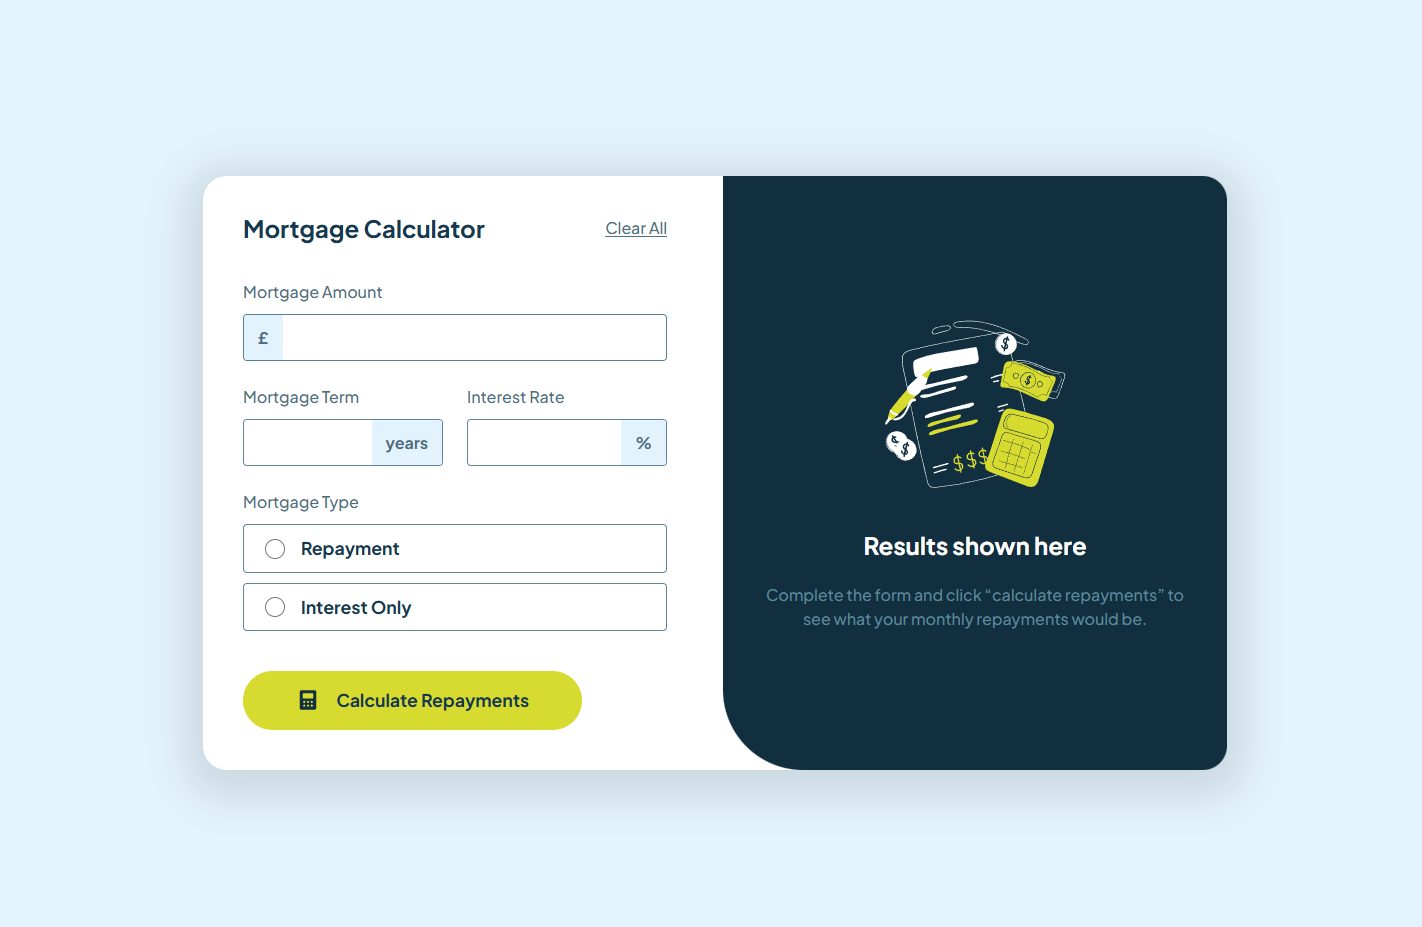 Mortgage Calculator
Clear All
Mortgage Amount
£
Mortgage Term
Interest Rate
years
%
Mortgage Type
Repayment
Interest Only
Calculate Repayments
$
$
$
$
$$$
Results shown here
Complete the form and click “calculate repayments” to
see what your monthly repayments would be.